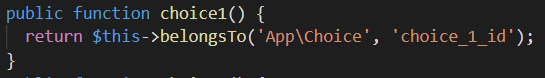 public function choice1() {
  return $this->belongsTo('App\Choice', 'choice_1_id');
}